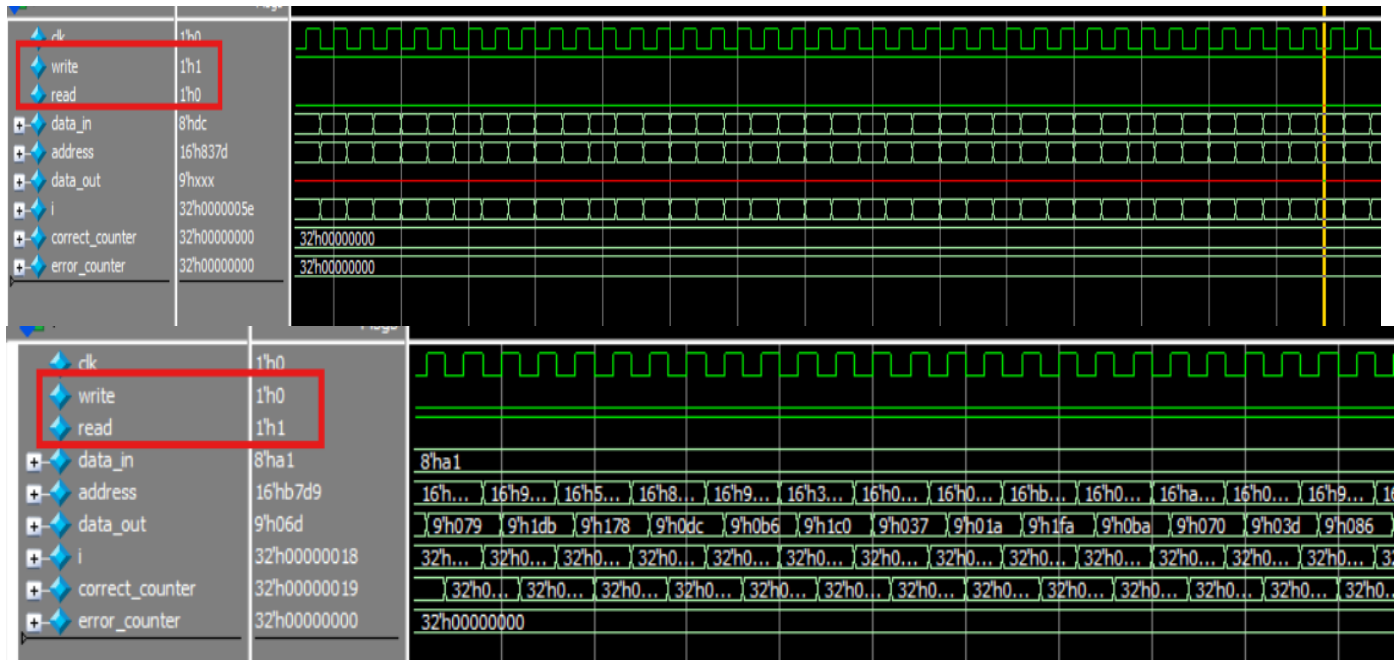 clk 1'h0
write 1'h1
read 1'h0
data_in 8'hdc
address 16'h837d
data_out 9'hxxx
i 32'h0000005e
correct_counter 32'h00000000 32'h00000000
error_counter 32'h00000000 32'h00000000
clk 1'h0
write 1'h0
read 1'h1
data_in 8'ha1 8'ha1
address 16'hb7d9 16'h... 16'h9... 16'h5... 16'h8... 16'h9... 16'h3... 16'h0... 16'h0... 16'hb... 16'h0... 16'ha... 16'h0... 16'h9...
data_out 9'h06d 9'h079 9'h1db 9'h178 9'h0dc 9'h0b6 9'h1c0 9'h037 9'h01a 9'h1fa 9'h0ba 9'h070 9'h03d 9'h086
i 32'h00000018 32'h... 32'h0... 32'h0... 32'h0... 32'h0... 32'h0... 32'h0... 32'h0... 32'h0... 32'h0... 32'h0... 32'h0... 32'h0...
correct_counter 32'h00000019 32'h0... 32'h0... 32'h0... 32'h0... 32'h0... 32'h0... 32'h0... 32'h0... 32'h0... 32'h0... 32'h0... 32'h0... 32'h0...
error_counter 32'h00000000 32'h00000000